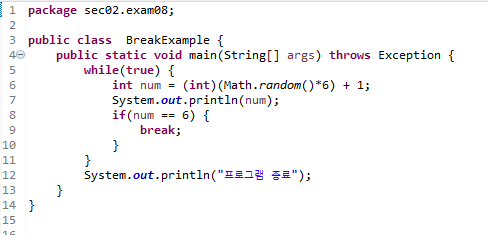 1 package sec02.exam08;
2
3 public class  BreakExample {
4     public static void main(String[] args) throws Exception {
5         while(true) {
6             int num = (int)(Math.random()*6) + 1;
7             System.out.println(num);
8             if(num == 6) {
9                 break;
10             }
11         }
12         System.out.println("프로그램 종료");
13     }
14 }
15
16